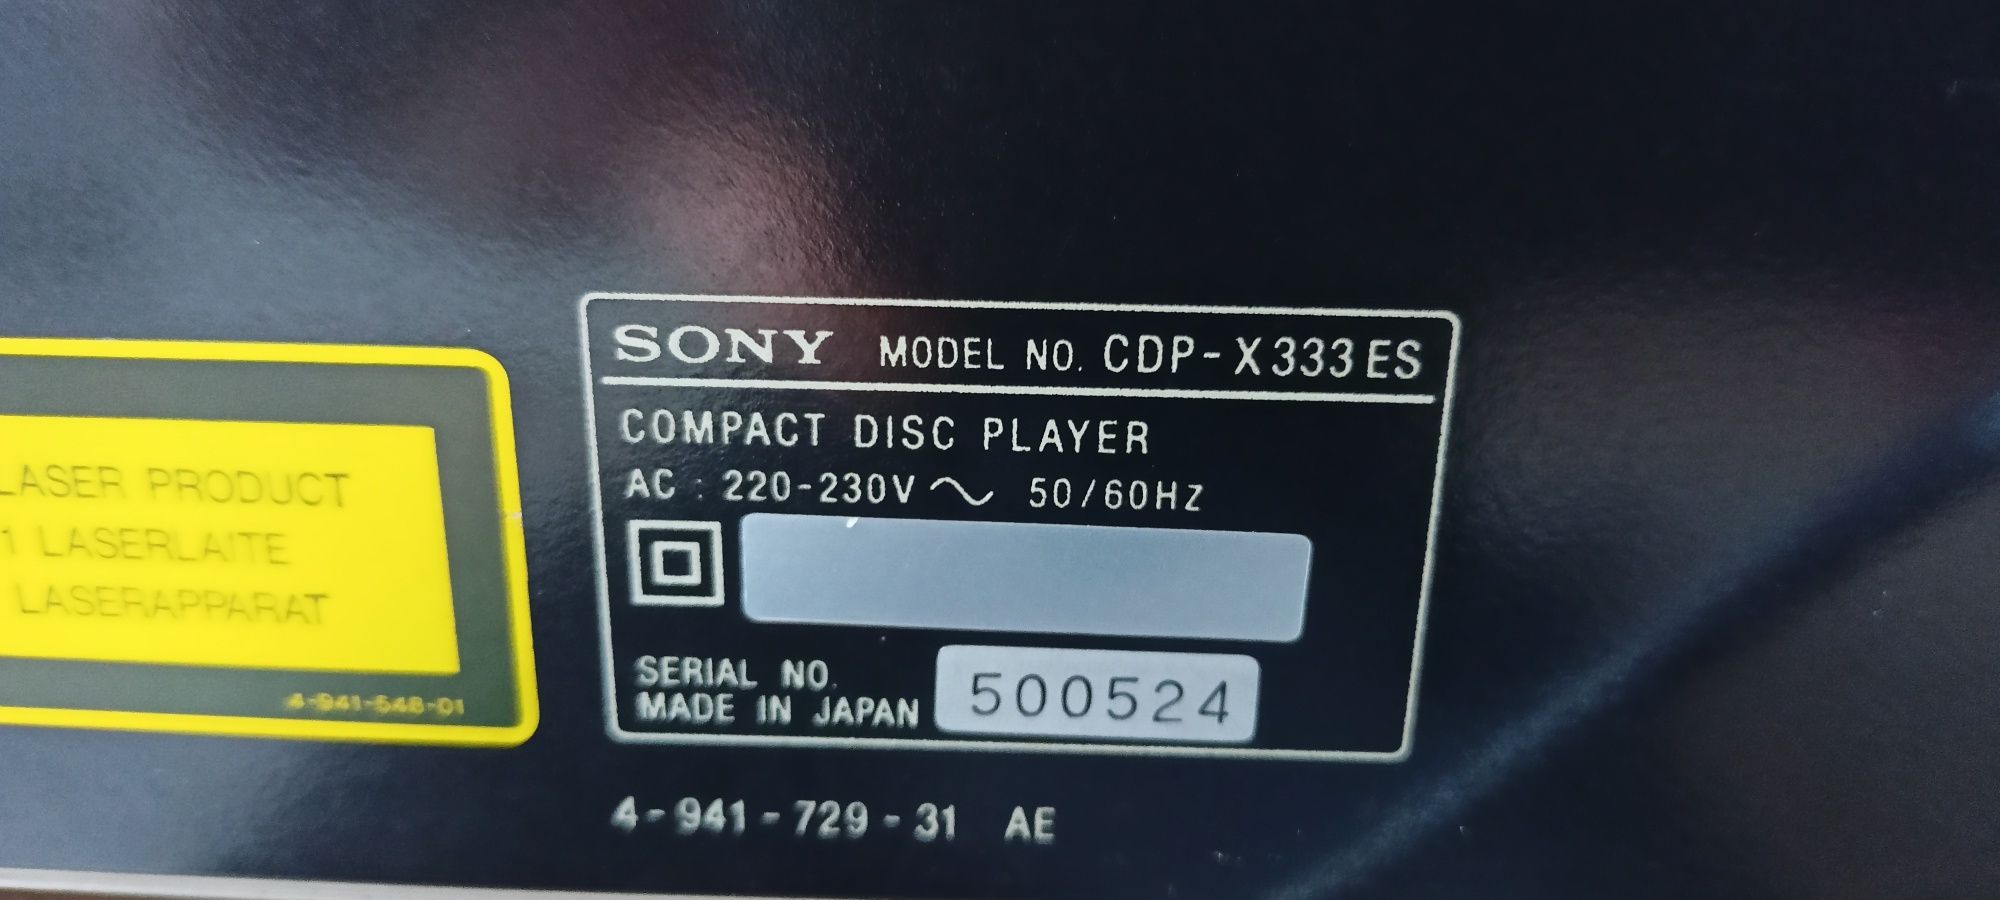 SONY MODEL NO. CDP-X333ES
COMPACT DISC PLAYER
AC : 220-230V ~ 50/60HZ
SERIAL NO.
MADE IN JAPAN 500524
4-941-729-31 AE
LASER PRODUCT
1 LASERLAITE
LASERAPPARAT
4-941-548-01